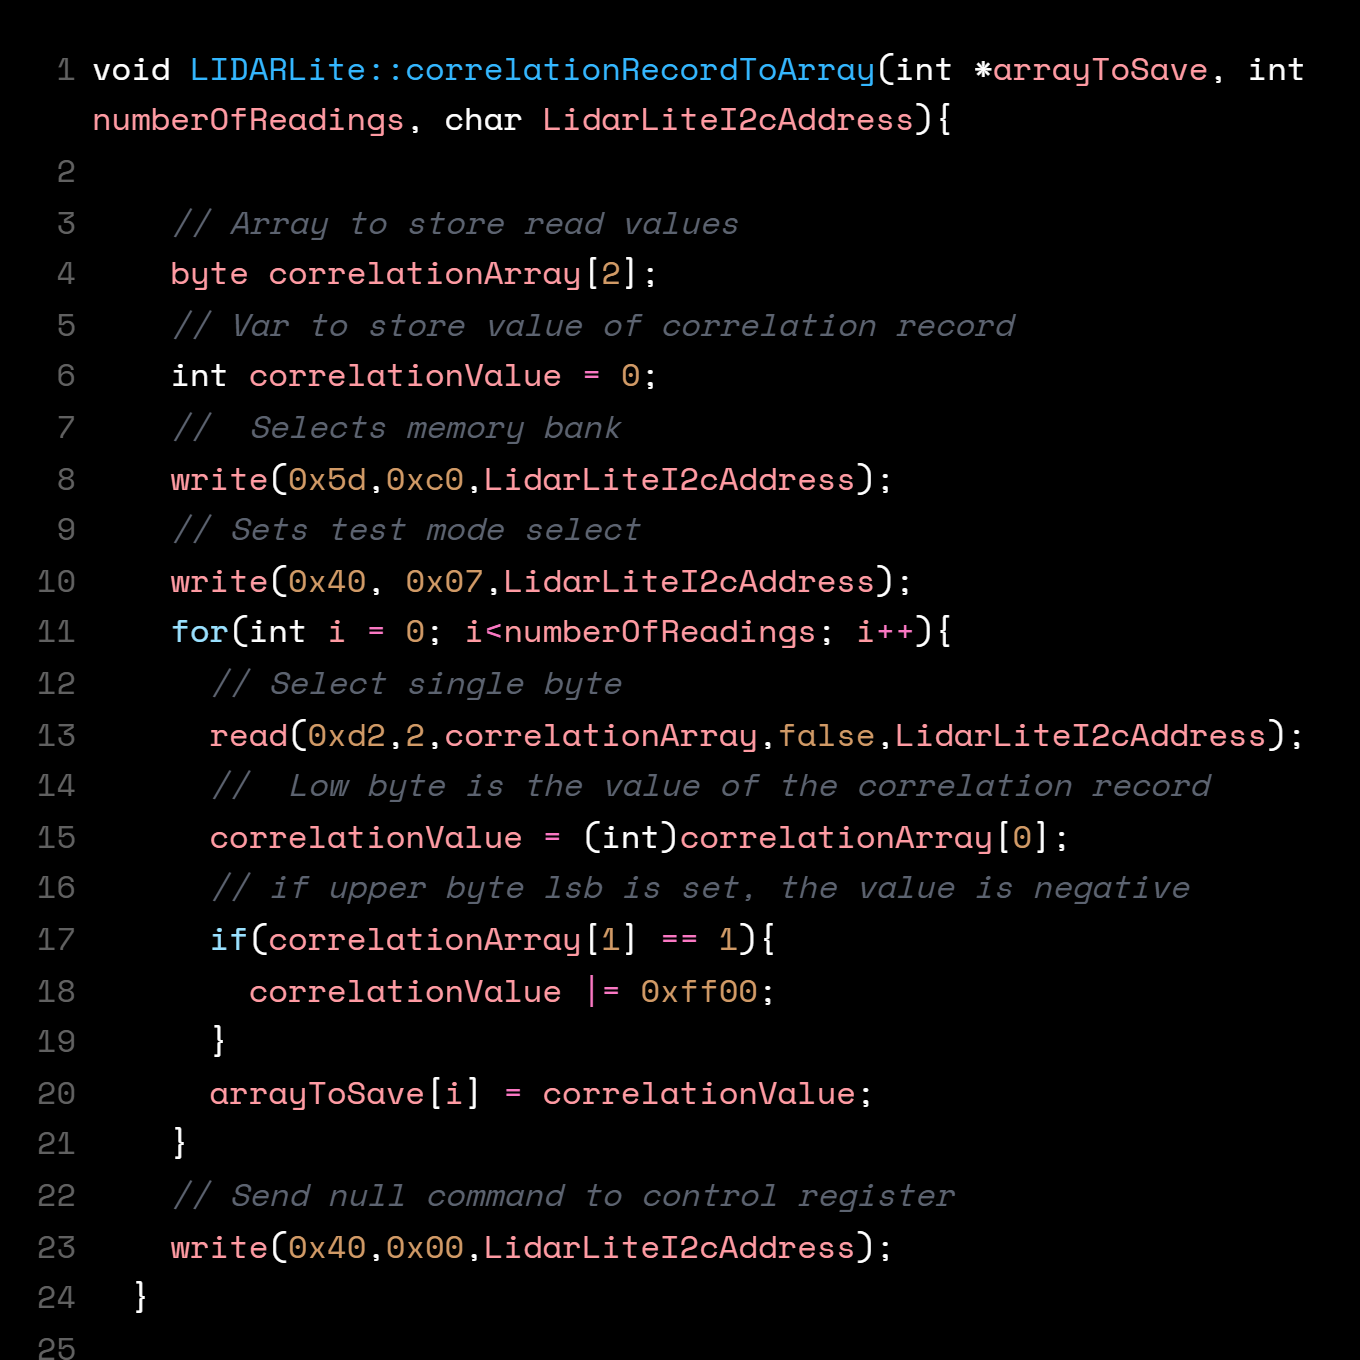 1 void LIDARLite::correlationRecordToArray(int *arrayToSave, int
numberOfReadings, char LidarLiteI2cAddress){
2
3     // Array to store read values
4     byte correlationArray[2];
5     // Var to store value of correlation record
6     int correlationValue = 0;
7     //  Selects memory bank
8     write(0x5d,0xc0,LidarLiteI2cAddress);
9     // Sets test mode select
10     write(0x40, 0x07,LidarLiteI2cAddress);
11     for(int i = 0; i<numberOfReadings; i++){
12       // Select single byte
13       read(0xd2,2,correlationArray,false,LidarLiteI2cAddress);
14       //  Low byte is the value of the correlation record
15       correlationValue = (int)correlationArray[0];
16       // if upper byte lsb is set, the value is negative
17       if(correlationArray[1] == 1){
18         correlationValue |= 0xff00;
19       }
20       arrayToSave[i] = correlationValue;
21     }
22     // Send null command to control register
23     write(0x40,0x00,LidarLiteI2cAddress);
24   }
25